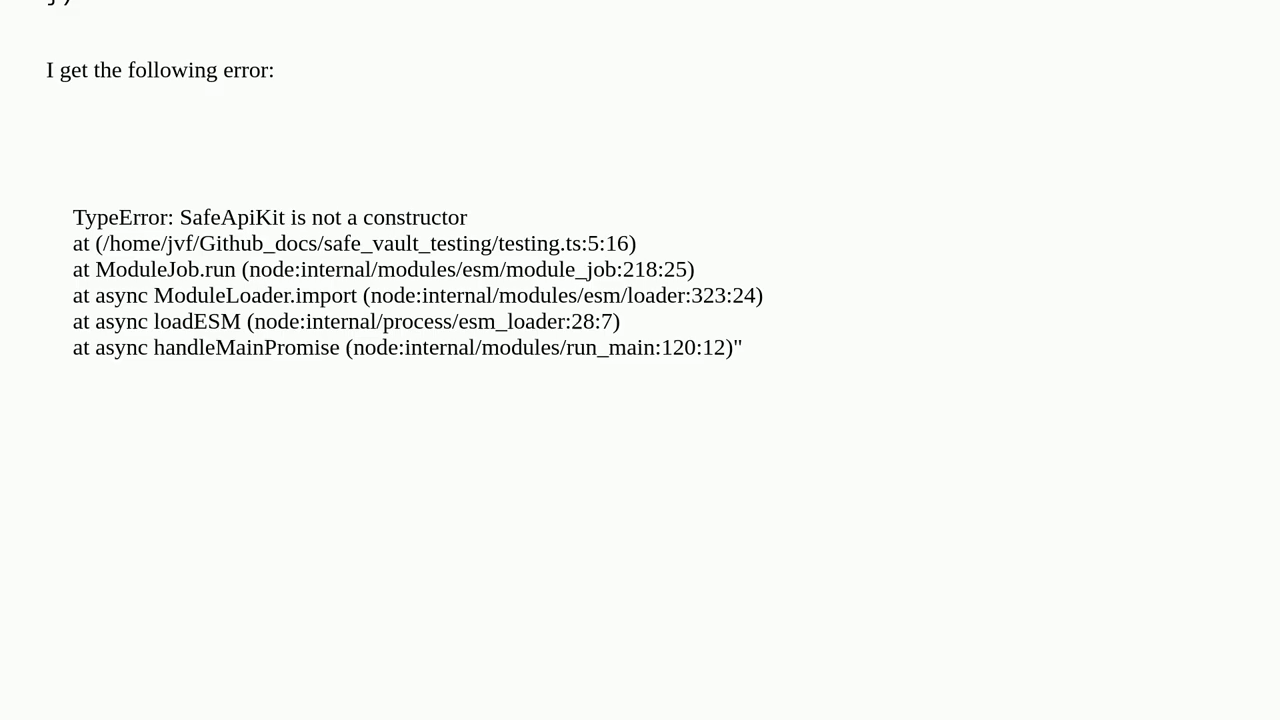 I get the following error:
TypeError: SafeApiKit is not a constructor
at (/home/jvf/Github_docs/safe_vault_testing/testing.ts:5:16)
at ModuleJob.run (node:internal/modules/esm/module_job:218:25)
at async ModuleLoader.import (node:internal/modules/esm/loader:323:24)
at async loadESM (node:internal/process/esm_loader:28:7)
at async handleMainPromise (node:internal/modules/run_main:120:12)"